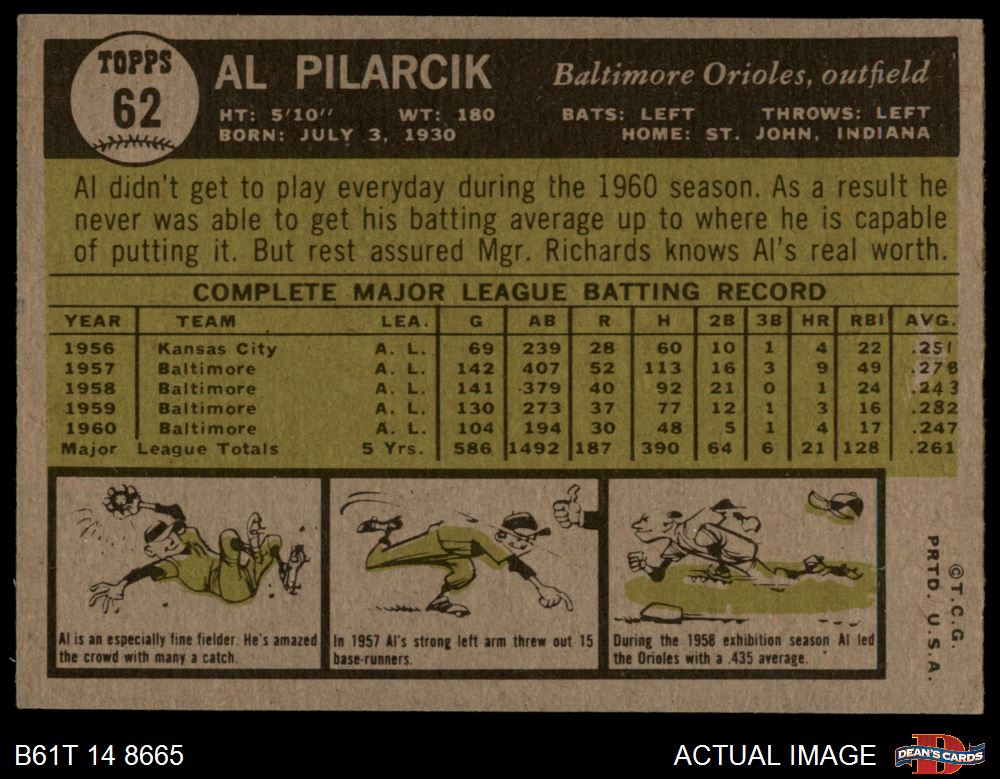 TOPPS
62
AL PILARCIK
Baltimore Orioles, outfield
HT: 5'10" WT: 180 BATS: LEFT THROWS: LEFT
BORN: JULY 3, 1930 HOME: ST. JOHN, INDIANA
Al didn't get to play everyday during the 1960 season. As a result he
never was able to get his batting average up to where he is capable
of putting it. But rest assured Mgr. Richards knows Al's real worth.
COMPLETE MAJOR LEAGUE BATTING RECORD
YEAR TEAM LEA. G AB R H 2B 3B HR RBI AVG.
1956 Kansas City A. L. 69 239 28 60 10 1 4 22 .251
1957 Baltimore A. L. 142 407 52 113 16 3 9 49 .278
1958 Baltimore A. L. 141 379 40 92 21 0 1 24 .243
1959 Baltimore A. L. 130 273 37 77 12 1 3 16 .282
1960 Baltimore A. L. 104 194 30 48 5 1 4 17 .247
Major League Totals 5 Yrs. 586 1492 187 390 64 6 21 128 .261
Al is an especially fine fielder. He's amazed
the crowd with many a catch.
In 1957 Al's strong left arm threw out 15
base-runners.
During the 1958 exhibition season Al led
the Orioles with a .435 average.
©T.C.G.
PRTD. U.S.A.
B61T 14 8665
ACTUAL IMAGE
DEAN'S CARDS